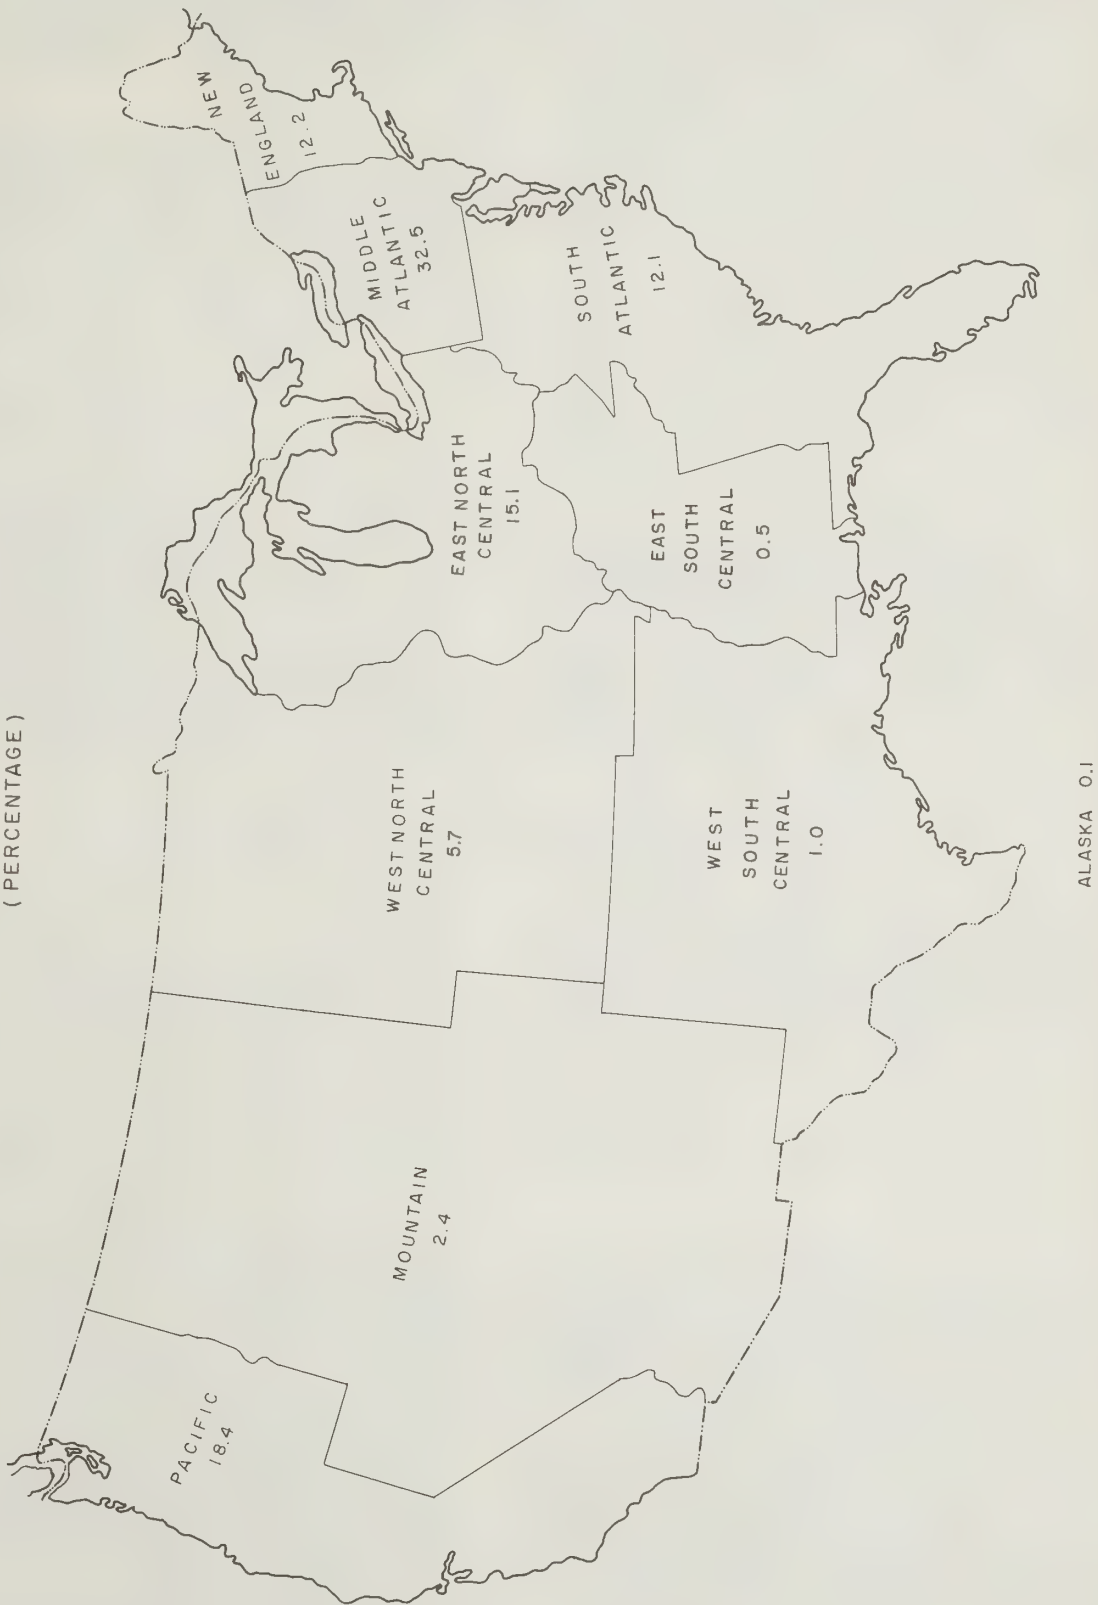 (PERCENTAGE)
PACIFIC
18.4
MOUNTAIN
2.4
WEST NORTH
CENTRAL
5.7
WEST
SOUTH
CENTRAL
1.0
EAST NORTH
CENTRAL
15.1
EAST
SOUTH
CENTRAL
0.5
NEW
ENGLAND
12.2
MIDDLE
ATLANTIC
32.5
SOUTH
ATLANTIC
12.1
ALASKA 0.1